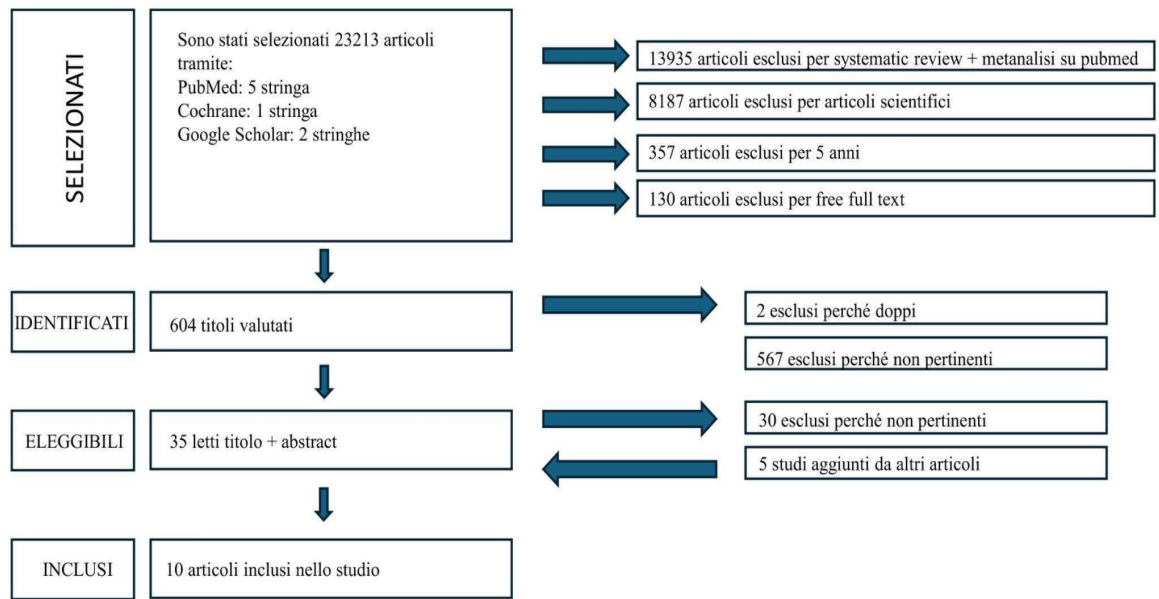 SELEZIONATI
Sono stati selezionati 23213 articoli
tramite:
PubMed: 5 stringa
Cochrane: 1 stringa
Google Scholar: 2 stringhe
13935 articoli esclusi per systematic review + metanalisi su pubmed
8187 articoli esclusi per articoli scientifici
357 articoli esclusi per 5 anni
130 articoli esclusi per free full text
IDENTIFICATI
604 titoli valutati
2 esclusi perché doppi
567 esclusi perché non pertinenti
ELEGGIBILI
35 letti titolo + abstract
30 esclusi perché non pertinenti
5 studi aggiunti da altri articoli
INCLUSI
10 articoli inclusi nello studio